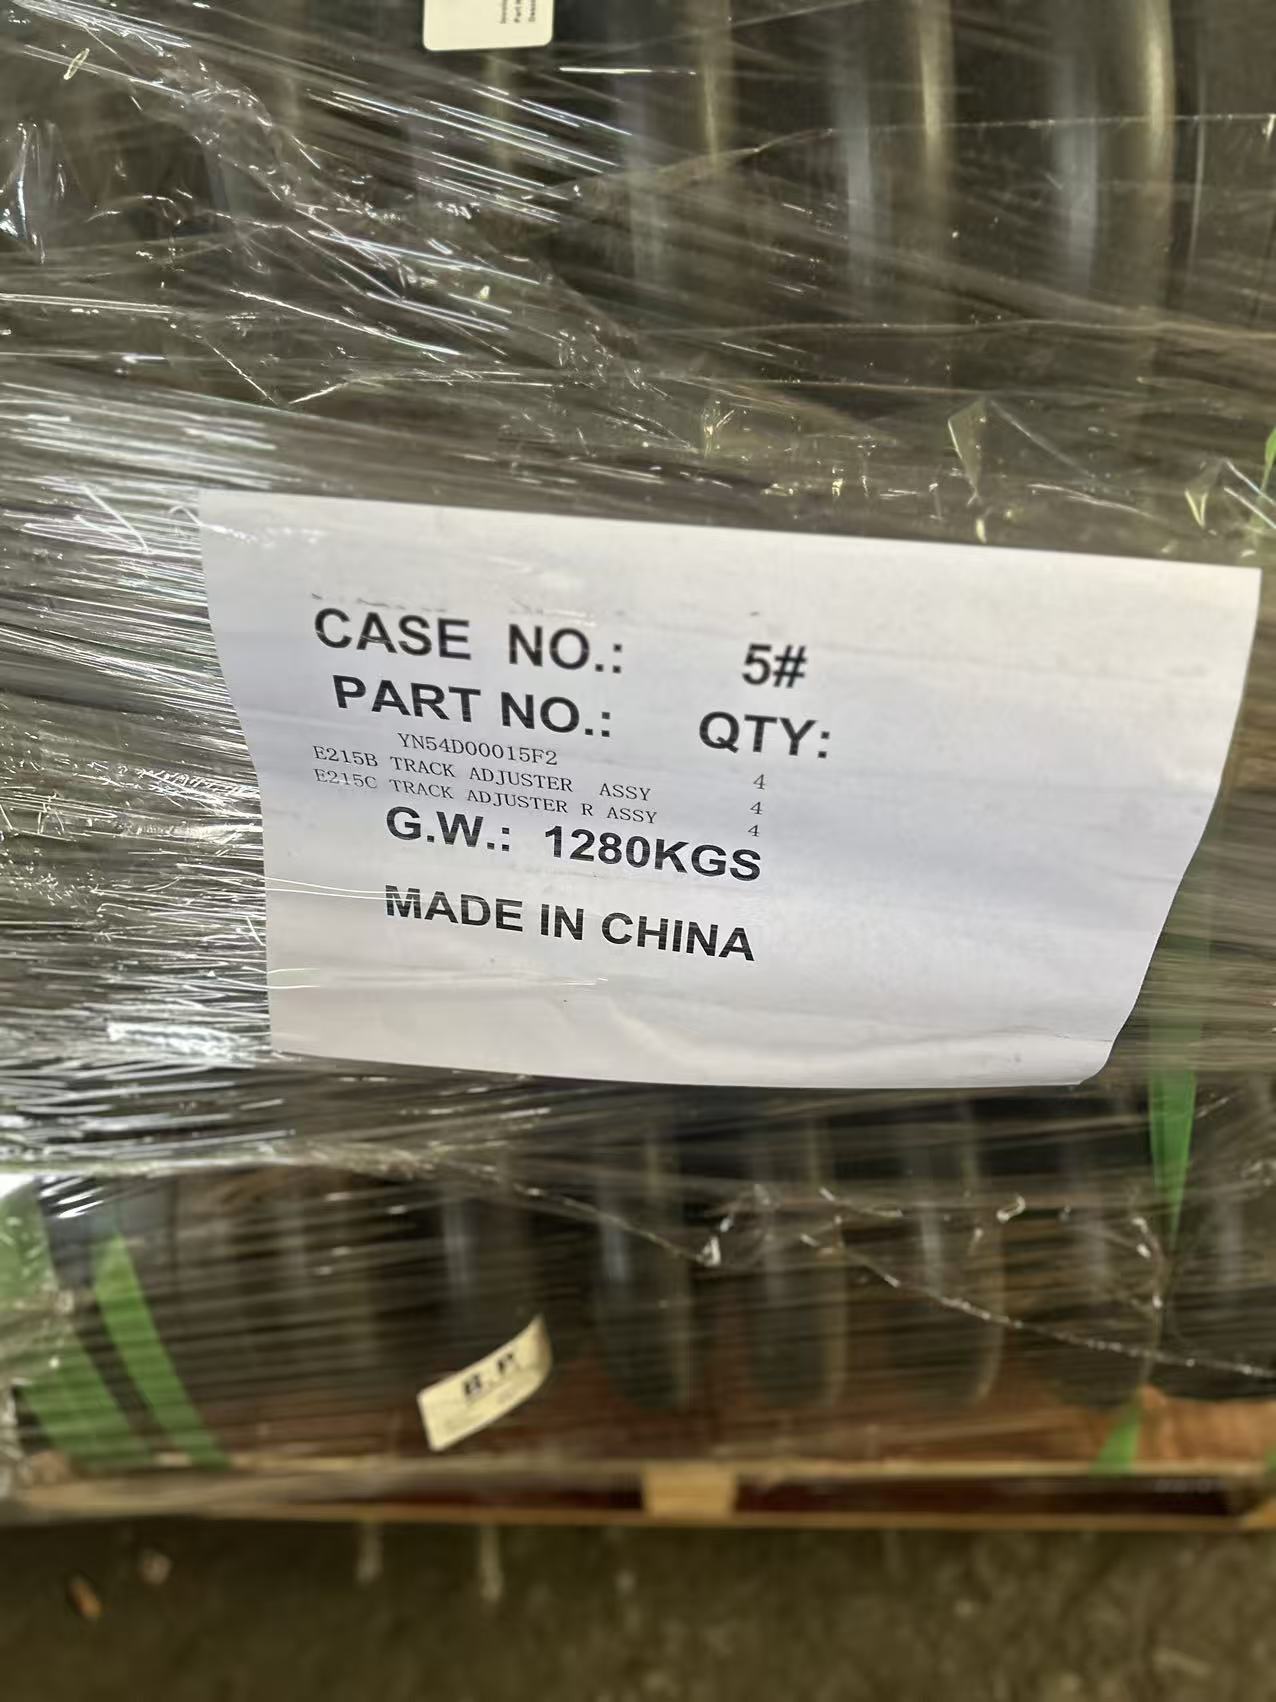 CASE NO.: 5#
PART NO.: QTY:
YN54D00015F2 4
E215B TRACK ADJUSTER ASSY 4
E215C TRACK ADJUSTER R ASSY 4
G.W.: 1280KGS
MADE IN CHINA